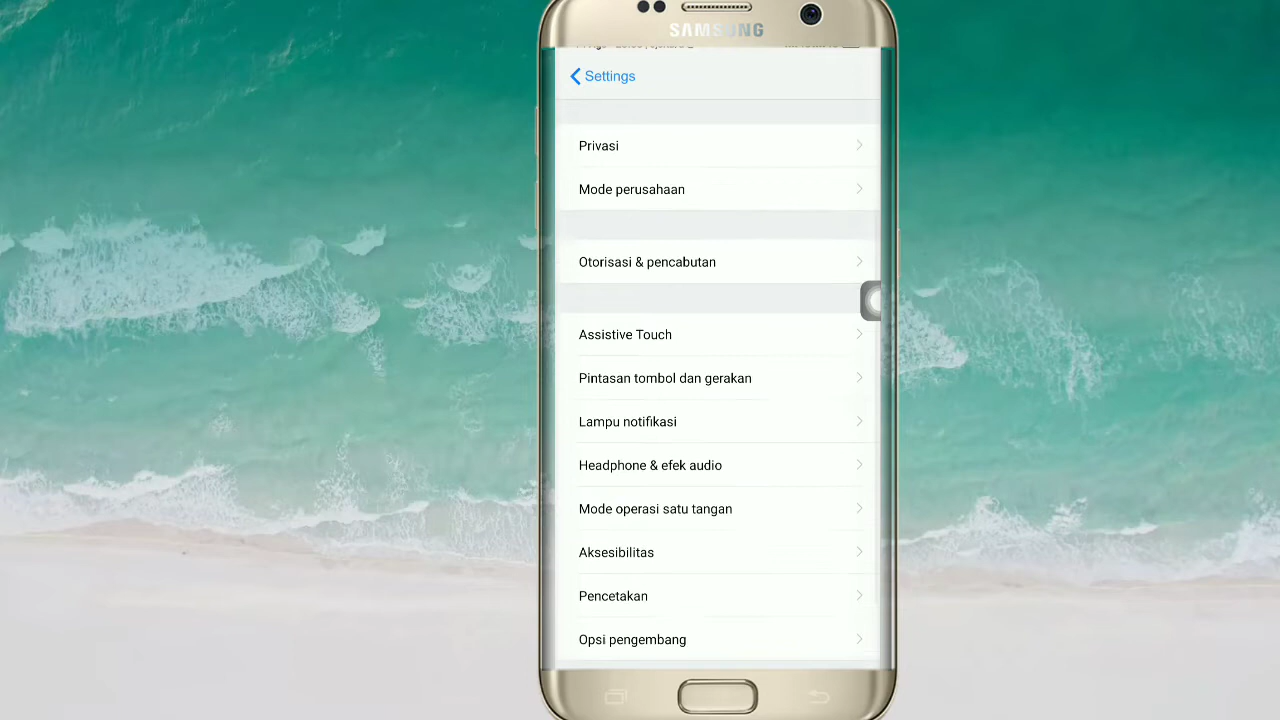 SAMSUNG
Settings
Privasi
Mode perusahaan
Otorisasi & pencabutan
Assistive Touch
Pintasan tombol dan gerakan
Lampu notifikasi
Headphone & efek audio
Mode operasi satu tangan
Aksesibilitas
Pencetakan
Opsi pengembang